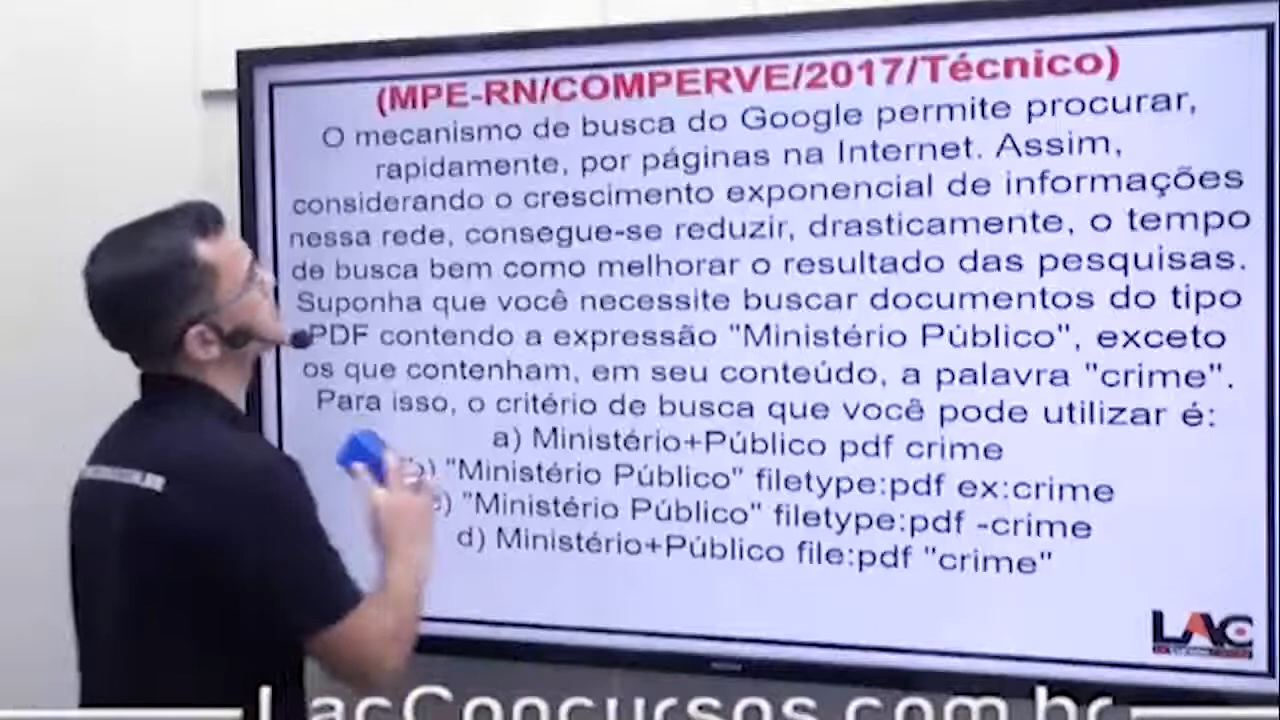 (MPE-RN/COMPERVE/2017/Técnico)
O mecanismo de busca do Google permite procurar,
rapidamente, por páginas na Internet. Assim,
considerando o crescimento exponencial de informações
nessa rede, consegue-se reduzir, drasticamente, o tempo
de busca bem como melhorar o resultado das pesquisas.
Suponha que você necessite buscar documentos do tipo
PDF contendo a expressão "Ministério Público", exceto
os que contenham, em seu conteúdo, a palavra "crime".
Para isso, o critério de busca que você pode utilizar é:
a) Ministério+Público pdf crime
b) "Ministério Público" filetype:pdf ex:crime
c) "Ministério Público" filetype:pdf -crime
d) Ministério+Público file:pdf "crime"
LAC
LacConcursos.com.br